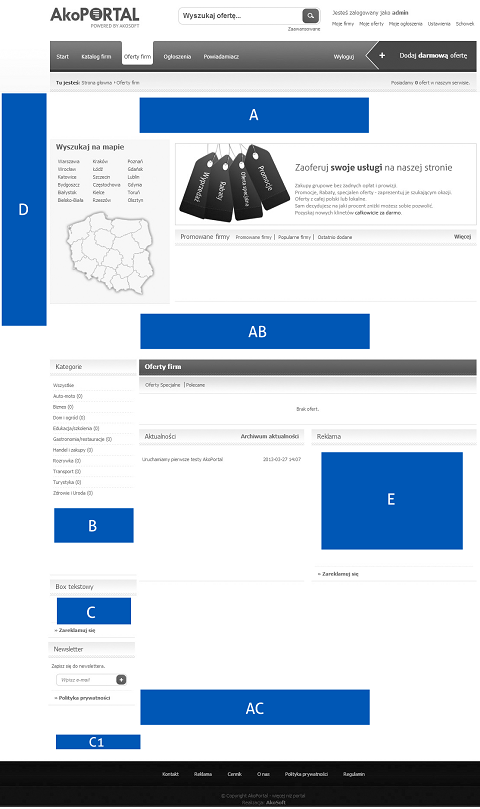 AkoPORTAL
POWERED BY AKOSOFT
Wyszukaj ofertę...
Zaawansowane
Jesteś zalogowany jako admin
Moje firmy Moje oferty Moje ogłoszenia Ustawienia Schowek
Start Katalog firm Oferty firm Ogłoszenia Powiadamiacz Wyloguj + Dodaj darmową ofertę
Tu jesteś: Strona główna › Oferty firm
Posiadamy 0 ofert w naszym serwisie.
A
D
Wyszukaj na mapie
Warszawa Kraków Poznań
Wrocław Łódź Gdańsk
Katowice Szczecin Lublin
Bydgoszcz Częstochowa Gdynia
Białystok Kielce Toruń
Bielsko-Biała Rzeszów Olsztyn
Wyprzedaż
Rabaty
Oferta specjalna
Promocje
Zaoferuj swoje usługi na naszej stronie
Zakupy grupowe bez żadnych opłat i prowizji.
Promocje, Rabaty, specjalne oferty - zaprezentuj je szukającym okazji.
Oferty z całej polski lub lokalne.
Sam decydujesz na jaki procent zniżki możesz sobie pozwolić.
Pozyskaj nowych klinetów całkowicie za darmo.
Promowane firmy Promowane firmy | Popularne firmy | Ostatnio dodane Więcej
AB
Kategorie
Wszystkie
Auto-moto (0)
Biznes (0)
Dom i ogród (0)
Edukacja/szkolenia (0)
Gastronomia/restauracje (0)
Handel i zakupy (0)
Rozrywka (0)
Transport (0)
Turystyka (0)
Zdrowie i Uroda (0)
B
Oferty firm
Oferty Specjalne | Polecane
Brak ofert.
Aktualności Archiwum aktualności
Uruchamiamy pierwsze testy AkoPortal 2013-03-27 14:07
Reklama
E
» Zareklamuj się
Box tekstowy
C
» Zareklamuj się
Newsletter
Zapisz się do newslettera.
Wpisz e-mail +
» Polityka prywatności
AC
C1
Kontakt Reklama Cennik O nas Polityka prywatności Regulamin
© Copyright AkoPortal - więcej niż portal
Realizacja: AkoSoft